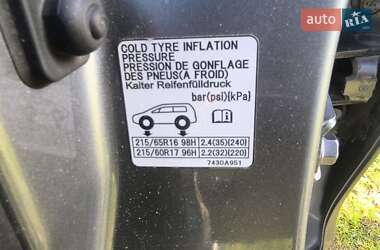 auto RIA
COLD TYRE INFLATION
PRESSURE
PRESSION DE GONFLAGE
DES PNEUS(A FROID)
Kalter Reifenfülldruck
bar(psi){kPa}
215/65R16 98H 2.4(35){240}
215/60R17 96H 2.2(32){220}
7430A951